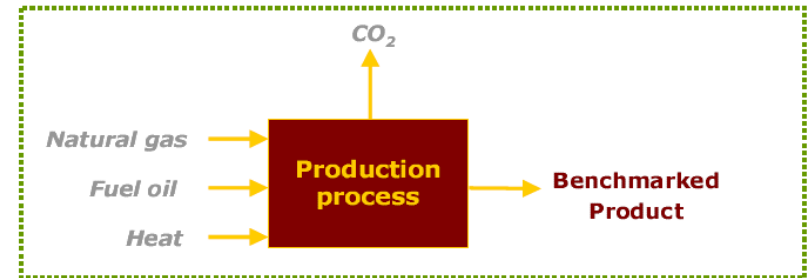 CO2
Natural gas
Fuel oil
Heat
Production
process
Benchmarked
Product